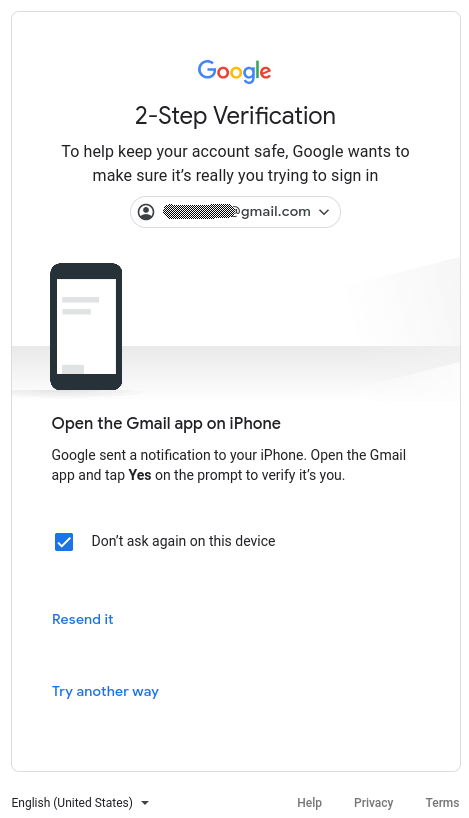 Google
2-Step Verification
To help keep your account safe, Google wants to
make sure it’s really you trying to sign in
@gmail.com
Open the Gmail app on iPhone
Google sent a notification to your iPhone. Open the Gmail
app and tap Yes on the prompt to verify it’s you.
Don’t ask again on this device
Resend it
Try another way
English (United States) Help Privacy Terms